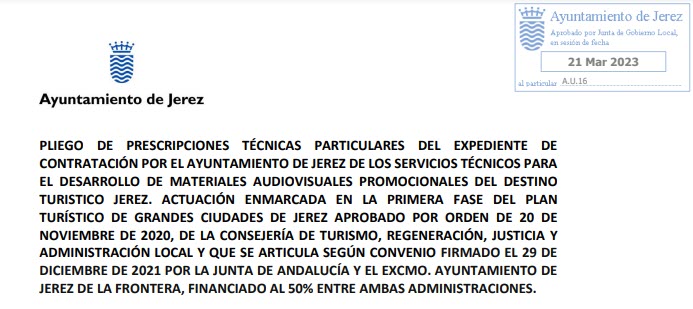 Ayuntamiento de Jerez
Aprobado por Junta de Gobierno Local,
en sesión de fecha
21 Mar 2023
al particular A.U.16
Ayuntamiento de Jerez
PLIEGO DE PRESCRIPCIONES TÉCNICAS PARTICULARES DEL EXPEDIENTE DE
CONTRATACIÓN POR EL AYUNTAMIENTO DE JEREZ DE LOS SERVICIOS TÉCNICOS PARA
EL DESARROLLO DE MATERIALES AUDIOVISUALES PROMOCIONALES DEL DESTINO
TURISTICO JEREZ. ACTUACIÓN ENMARCADA EN LA PRIMERA FASE DEL PLAN
TURÍSTICO DE GRANDES CIUDADES DE JEREZ APROBADO POR ORDEN DE 20 DE
NOVIEMBRE DE 2020, DE LA CONSEJERÍA DE TURISMO, REGENERACIÓN, JUSTICIA Y
ADMINISTRACIÓN LOCAL Y QUE SE ARTICULA SEGÚN CONVENIO FIRMADO EL 29 DE
DICIEMBRE DE 2021 POR LA JUNTA DE ANDALUCÍA Y EL EXCMO. AYUNTAMIENTO DE
JEREZ DE LA FRONTERA, FINANCIADO AL 50% ENTRE AMBAS ADMINISTRACIONES.